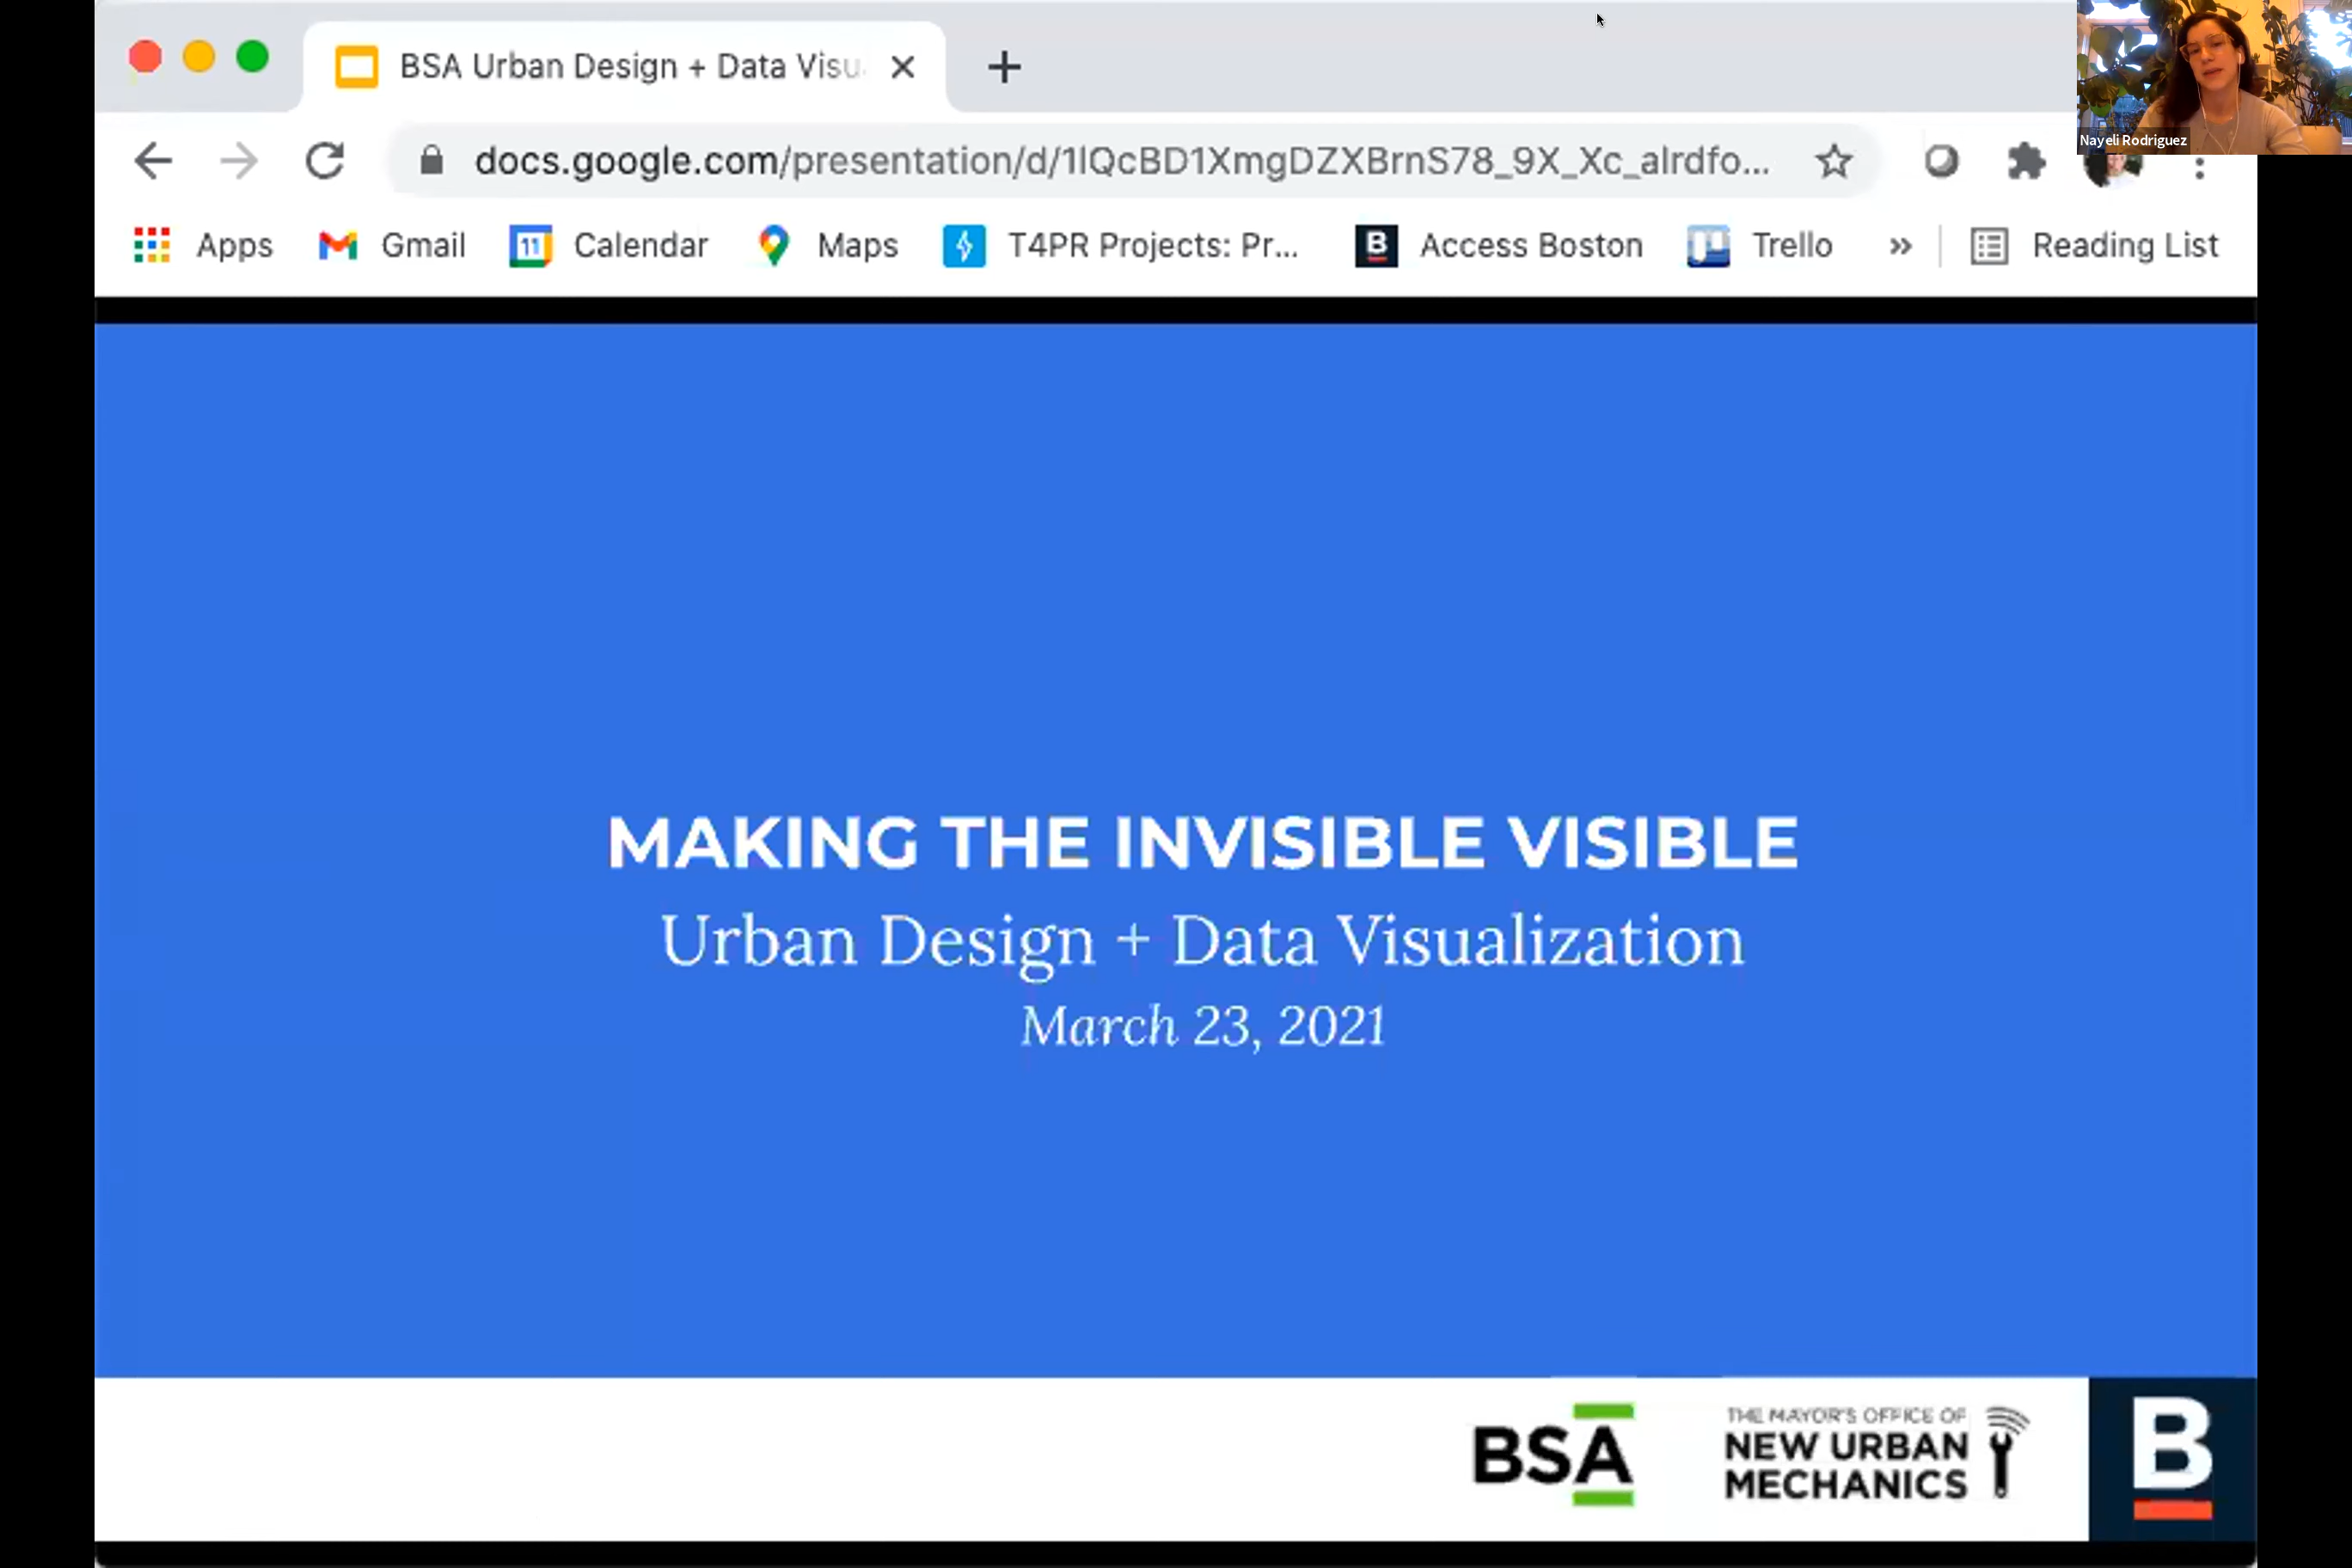 BSA Urban Design + Data Visu
docs.google.com/presentation/d/1lQcBD1XmgDZXBrnS78_9X_Xc_alrdfo...
Nayeli Rodriguez
Apps
Gmail
11
Calendar
Maps
T4PR Projects: Pr...
B
Access Boston
Trello
»
Reading List
MAKING THE INVISIBLE VISIBLE
Urban Design + Data Visualization
March 23, 2021
BSA
THE MAYOR'S OFFICE OF
NEW URBAN
MECHANICS
B